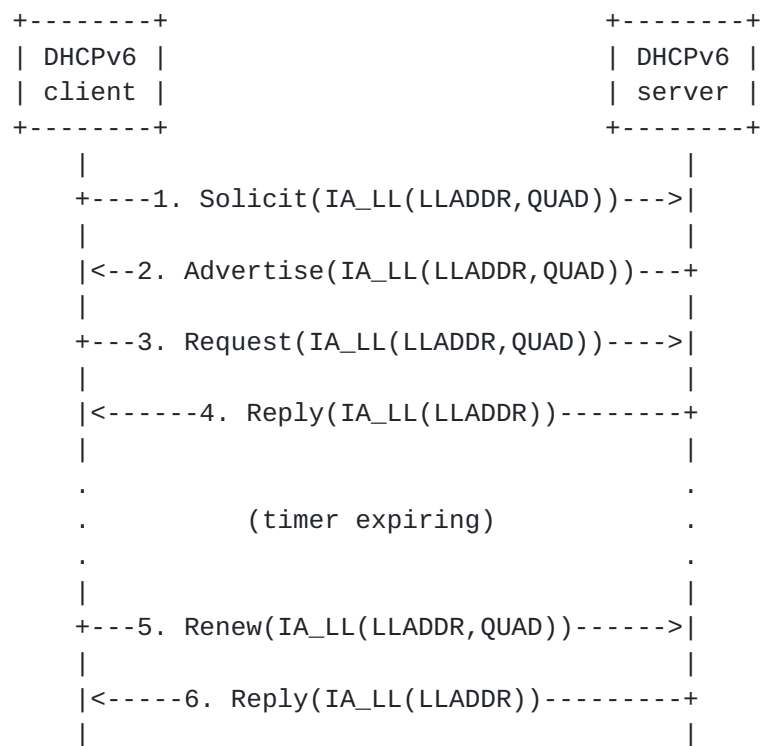 +--------+                            +--------+
| DHCPv6 |                            | DHCPv6 |
| client |                            | server |
+--------+                            +--------+
    |                                      |
    +----1. Solicit(IA_LL(LLADDR,QUAD))--->|
    |                                      |
    |<--2. Advertise(IA_LL(LLADDR,QUAD))---+
    |                                      |
    +---3. Request(IA_LL(LLADDR,QUAD))---->|
    |                                      |
    |<------4. Reply(IA_LL(LLADDR))--------+
    |                                      |
    .                                      .
    .          (timer expiring)            .
    .                                      .
    |                                      |
    +---5. Renew(IA_LL(LLADDR,QUAD))------>|
    |                                      |
    |<-----6. Reply(IA_LL(LLADDR))---------+
    |                                      |